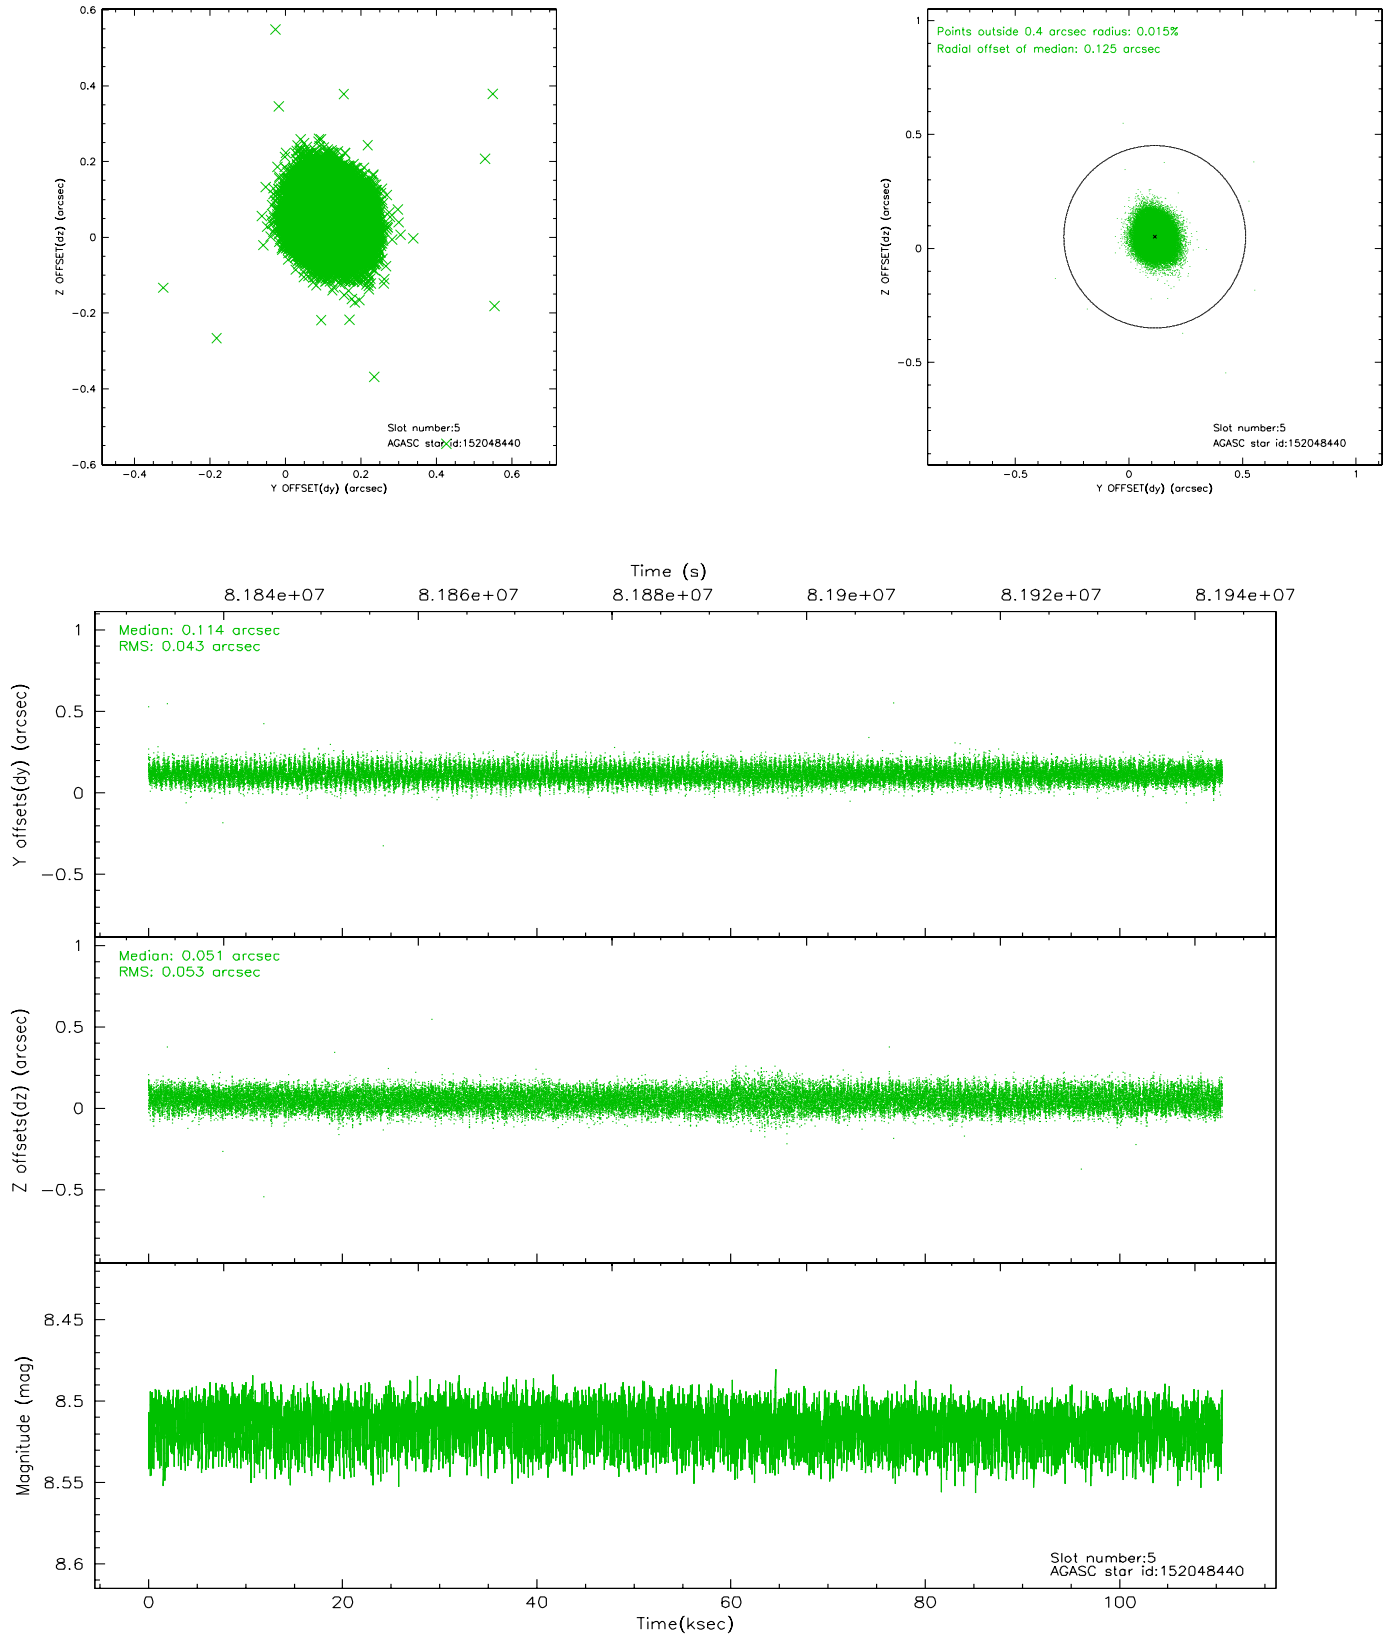 0.6
0.4
0.2
0
−0.2
−0.4
−0.6
Z OFFSET(dz) (arcsec)
Slot number:5
AGASC star id:152048440
−0.4 −0.2 0 0.2 0.4 0.6
Y OFFSET(dy) (arcsec)
Points outside 0.4 arcsec radius: 0.015%
Radial offset of median: 0.125 arcsec
1
0.5
0
−0.5
Z OFFSET(dz) (arcsec)
Slot number:5
AGASC star id:152048440
−0.5 0 0.5 1
Y OFFSET(dy) (arcsec)
Time (s)
8.184e+07 8.186e+07 8.188e+07 8.19e+07 8.192e+07 8.194e+07
Median: 0.114 arcsec
RMS: 0.043 arcsec
1
0.5
0
−0.5
Y offsets(dy) (arcsec)
Median: 0.051 arcsec
RMS: 0.053 arcsec
1
0.5
0
−0.5
Z offsets(dz) (arcsec)
8.45
8.5
8.55
8.6
Magnitude (mag)
Slot number:5
AGASC star id:152048440
0 20 40 60 80 100
Time(ksec)